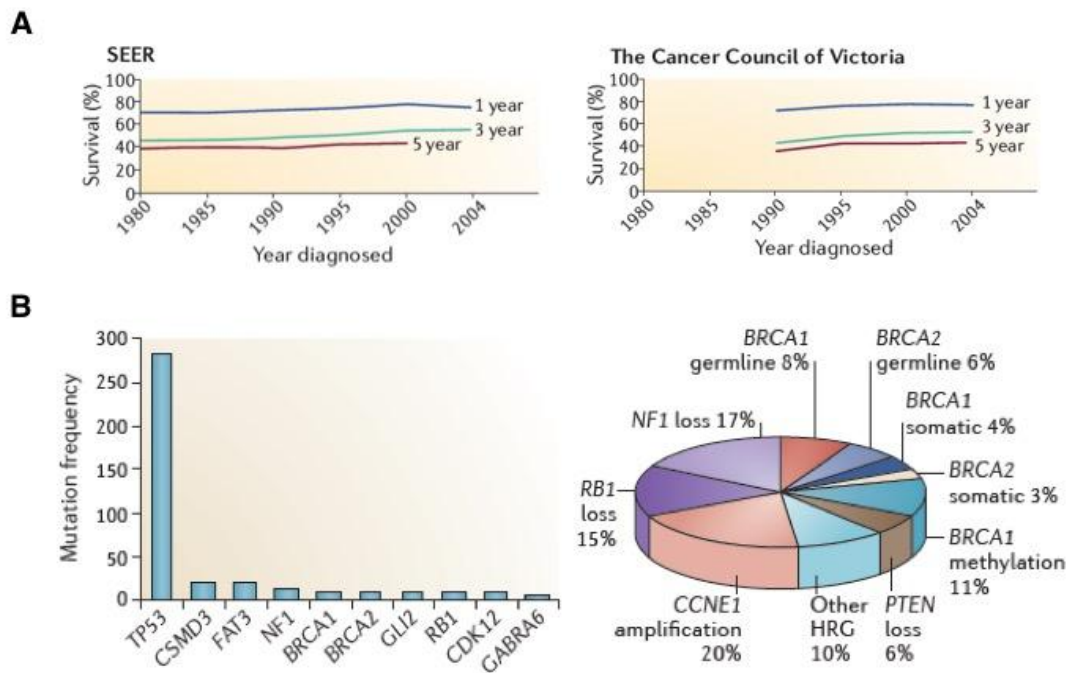 A
SEER
Survival (%)
100
80
60
40
20
0
1 year
3 year
5 year
1980
1985
1990
1995
2000
2004
Year diagnosed
The Cancer Council of Victoria
Survival (%)
100
80
60
40
20
0
1 year
3 year
5 year
1980
1985
1990
1995
2000
2004
Year diagnosed
B
Mutation frequency
300
250
200
150
100
50
0
TP53
CSMD3
FAT3
NF1
BRCA1
BRCA2
GLI2
RB1
CDK12
GABRA6
BRCA1
germline 8%
BRCA2
germline 6%
BRCA1
somatic 4%
BRCA2
somatic 3%
BRCA1
methylation
11%
PTEN
loss
6%
Other
HRG
10%
CCNE1
amplification
20%
RB1
loss
15%
NF1 loss 17%